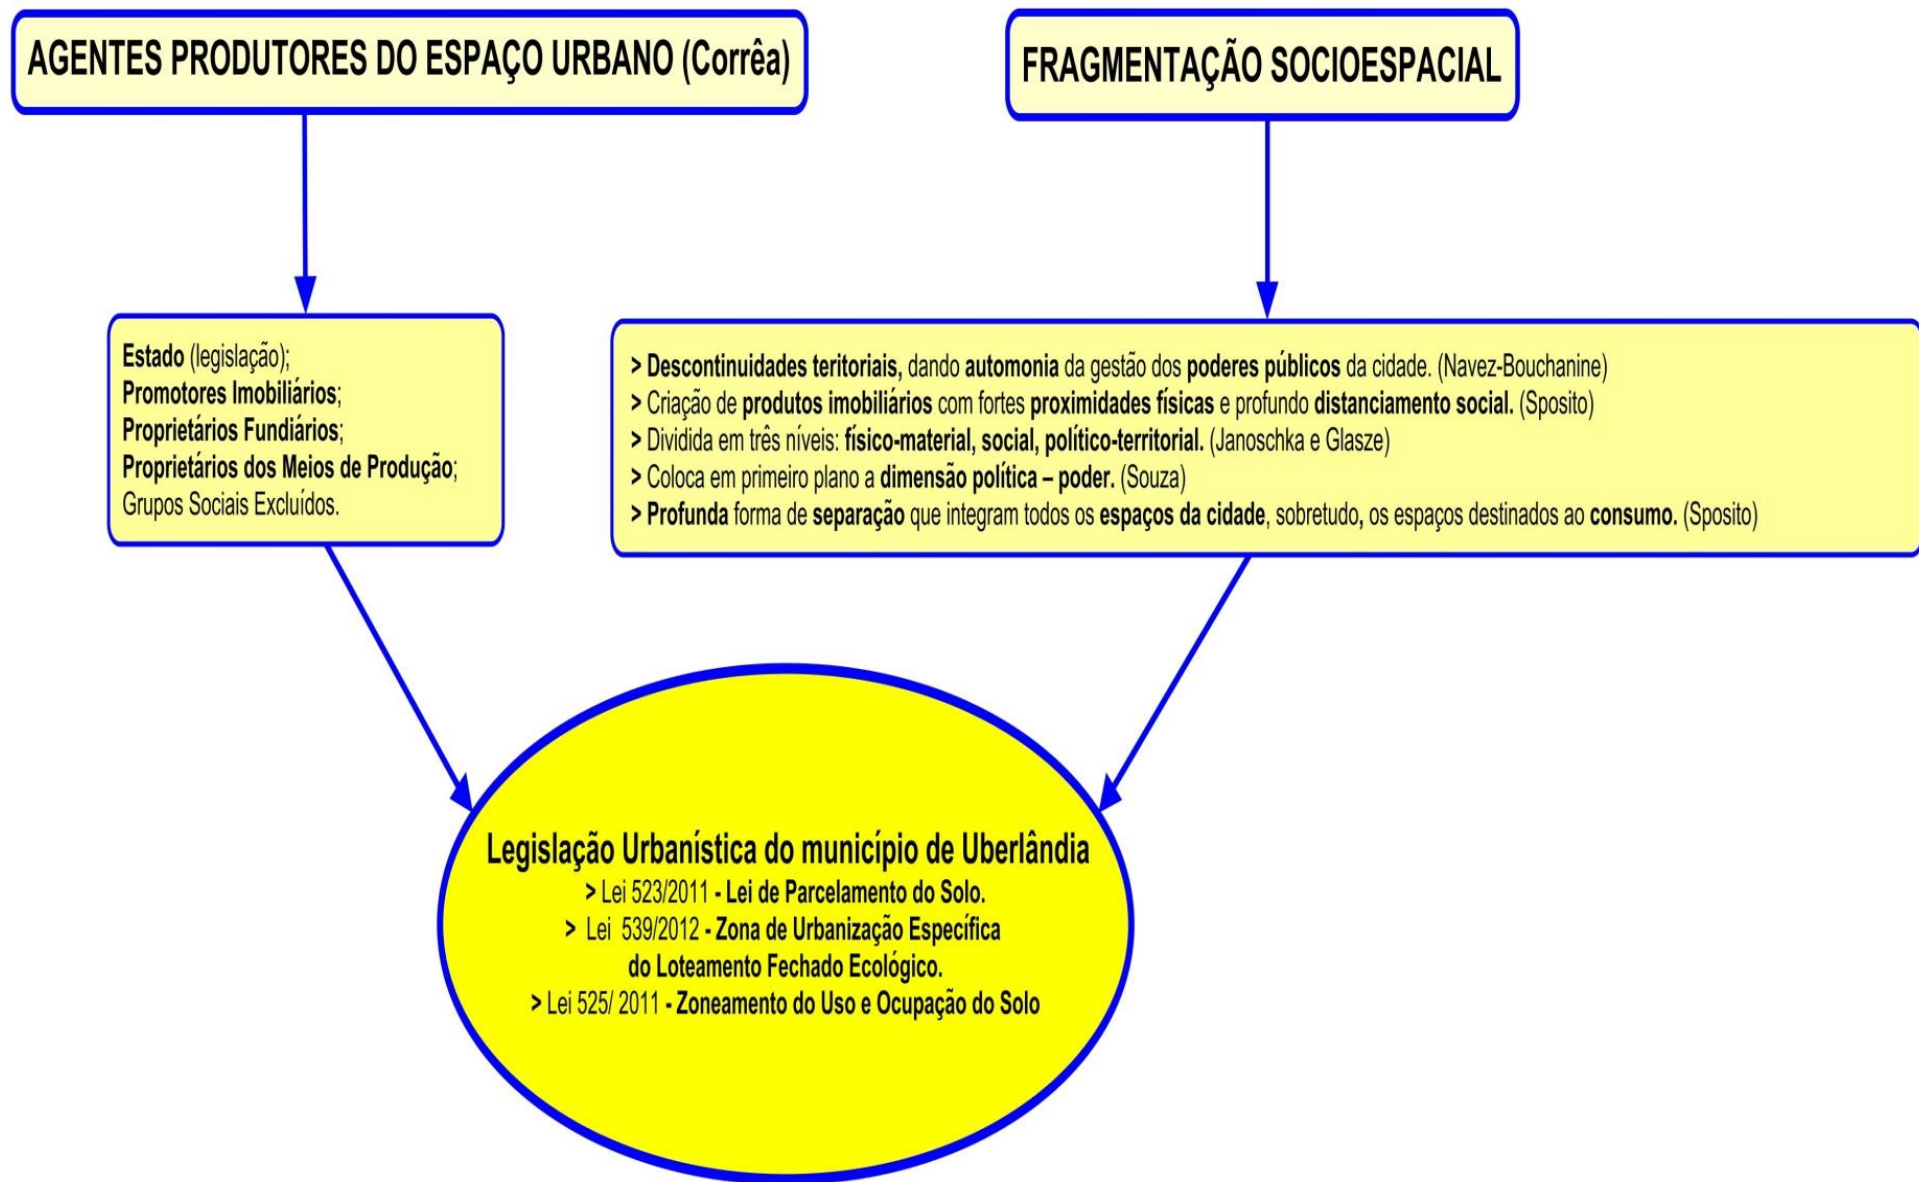 AGENTES PRODUTORES DO ESPAÇO URBANO (Corrêa)
FRAGMENTAÇÃO SOCIOESPACIAL
Estado (legislação);
Promotores Imobiliários;
Proprietários Fundiários;
Proprietários dos Meios de Produção;
Grupos Sociais Excluídos.
> Descontinuidades teritoriais, dando automonia da gestão dos poderes públicos da cidade. (Navez-Bouchanine)
> Criação de produtos imobiliários com fortes proximidades físicas e profundo distanciamento social. (Sposito)
> Dividida em três níveis: físico-material, social, político-territorial. (Janoschka e Glasze)
> Coloca em primeiro plano a dimensão política – poder. (Souza)
> Profunda forma de separação que integram todos os espaços da cidade, sobretudo, os espaços destinados ao consumo. (Sposito)
Legislação Urbanística do município de Uberlândia
> Lei 523/2011 - Lei de Parcelamento do Solo.
> Lei 539/2012 - Zona de Urbanização Específica
do Loteamento Fechado Ecológico.
> Lei 525/ 2011 - Zoneamento do Uso e Ocupação do Solo